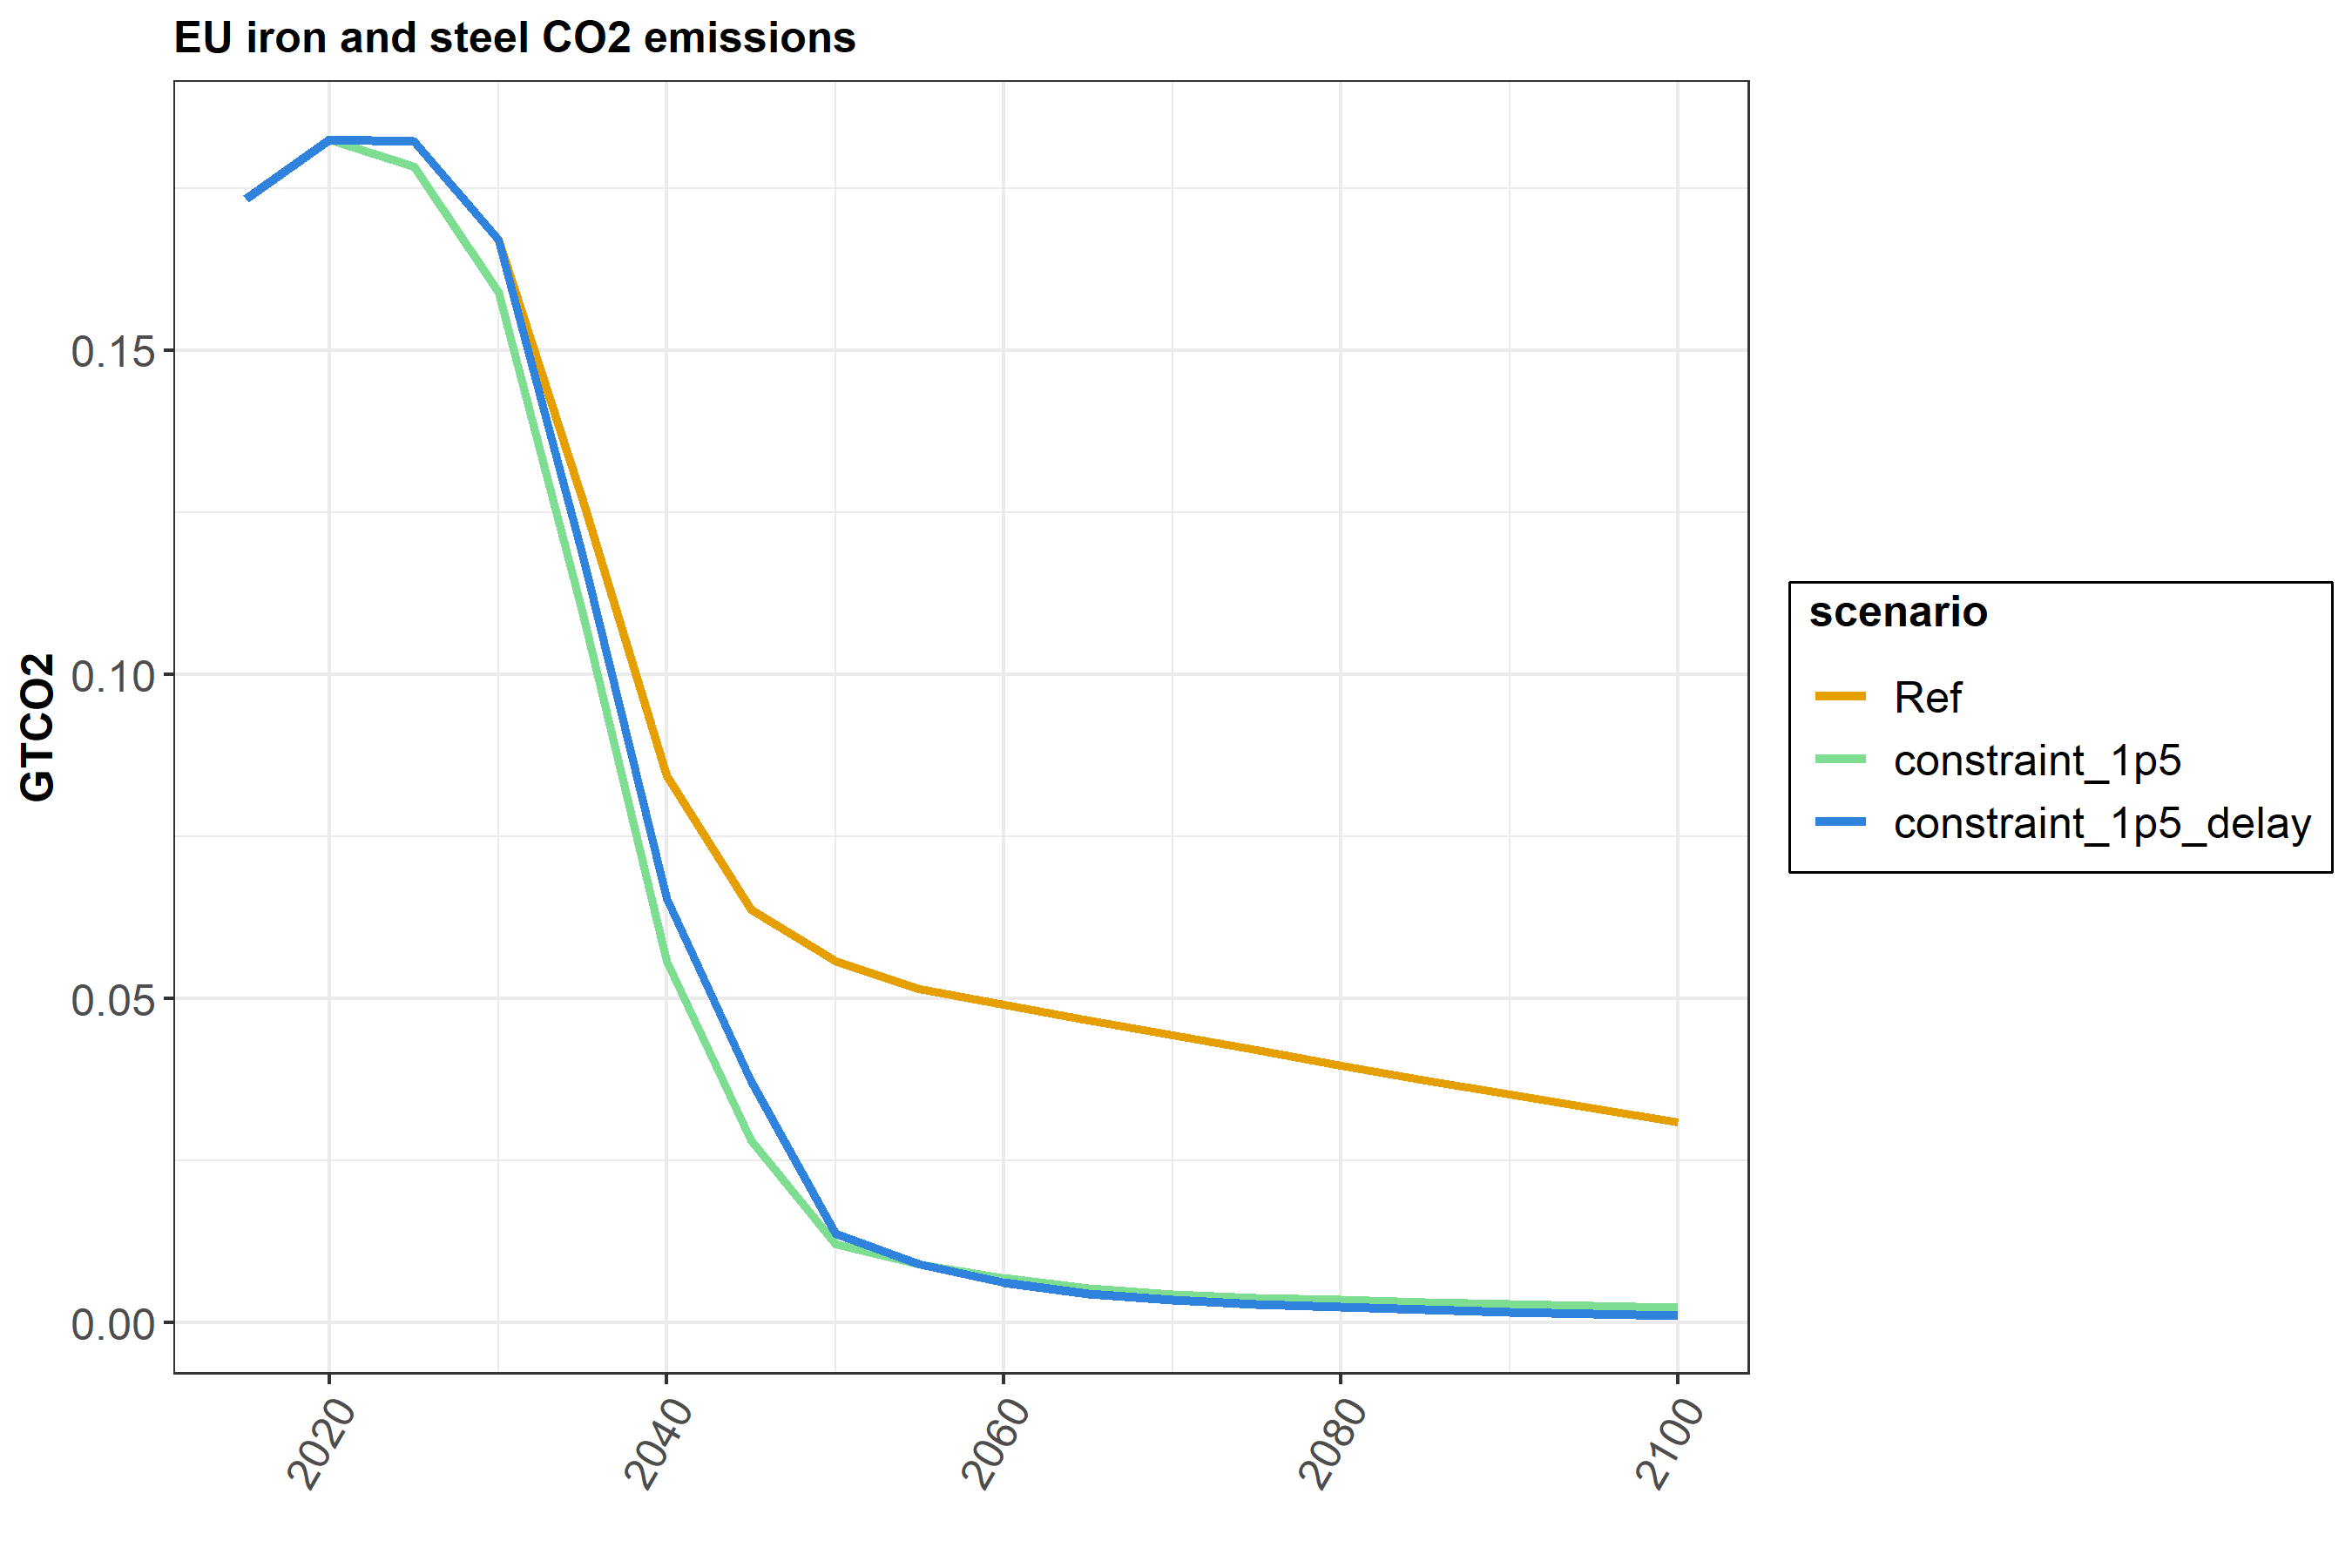 EU iron and steel CO2 emissions
GTCO2
0.15
0.10
0.05
0.00
2020
2040
2060
2080
2100
scenario
Ref
constraint_1p5
constraint_1p5_delay